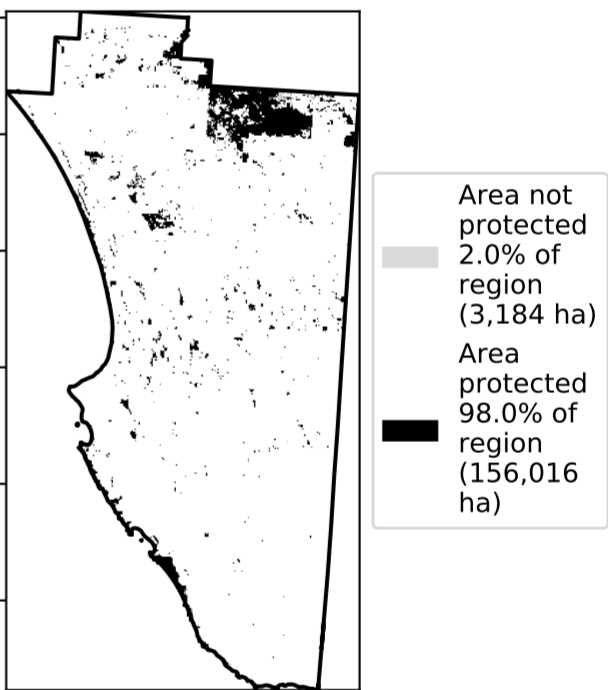 Area not
protected
2.0% of
region
(3,184 ha)
Area
protected
98.0% of
region
(156,016
ha)